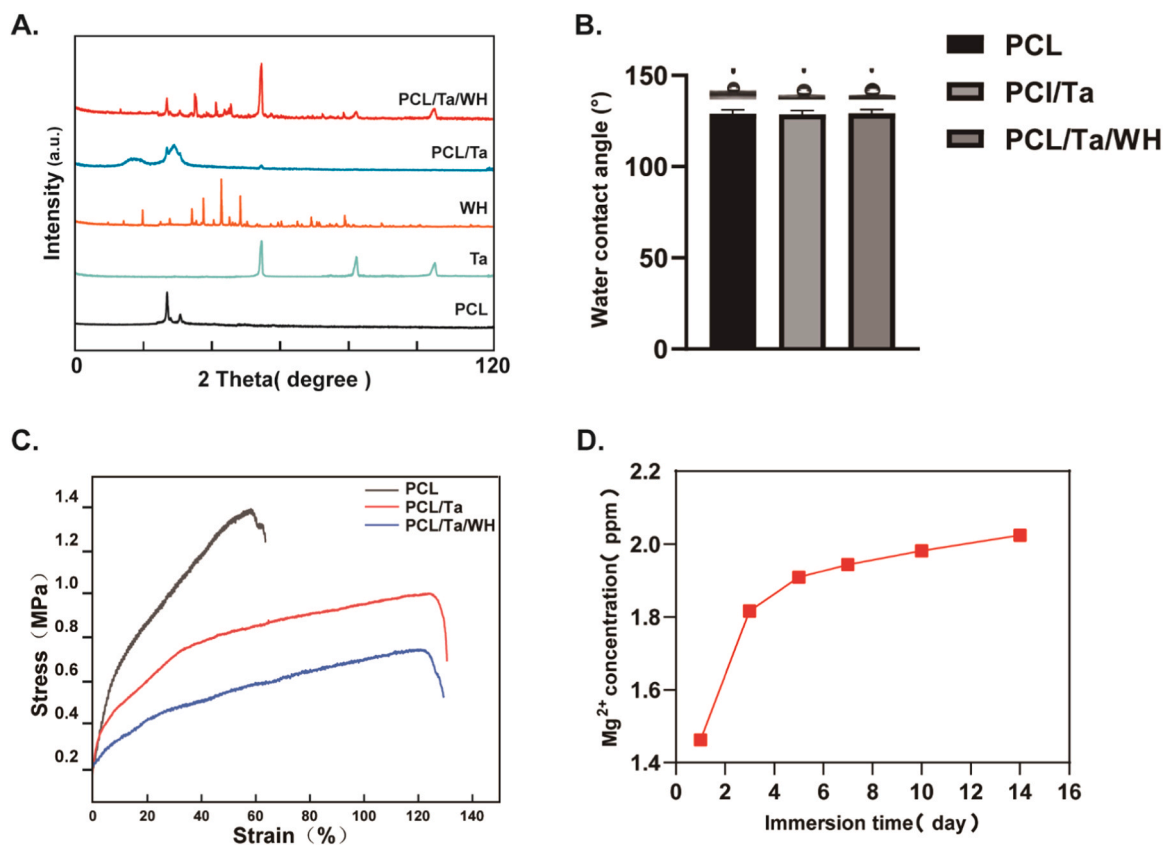 A.
PCL/Ta/WH
PCL/Ta
WH
Ta
PCL
Intensity (a.u.)
0
120
2 Theta( degree )
B.
PCL
PCl/Ta
PCL/Ta/WH
150
100
50
0
Water contact angle (°)
C.
PCL
PCL/Ta
PCL/Ta/WH
1.4
1.2
1.0
0.8
0.6
0.4
0.2
Stress（MPa）
0 20 40 60 80 100 120 140
Strain（%）
D.
2.2
2.0
1.8
1.6
1.4
Mg²⁺ concentration( ppm)
0 2 4 6 8 10 12 14 16
Immersion time( day)